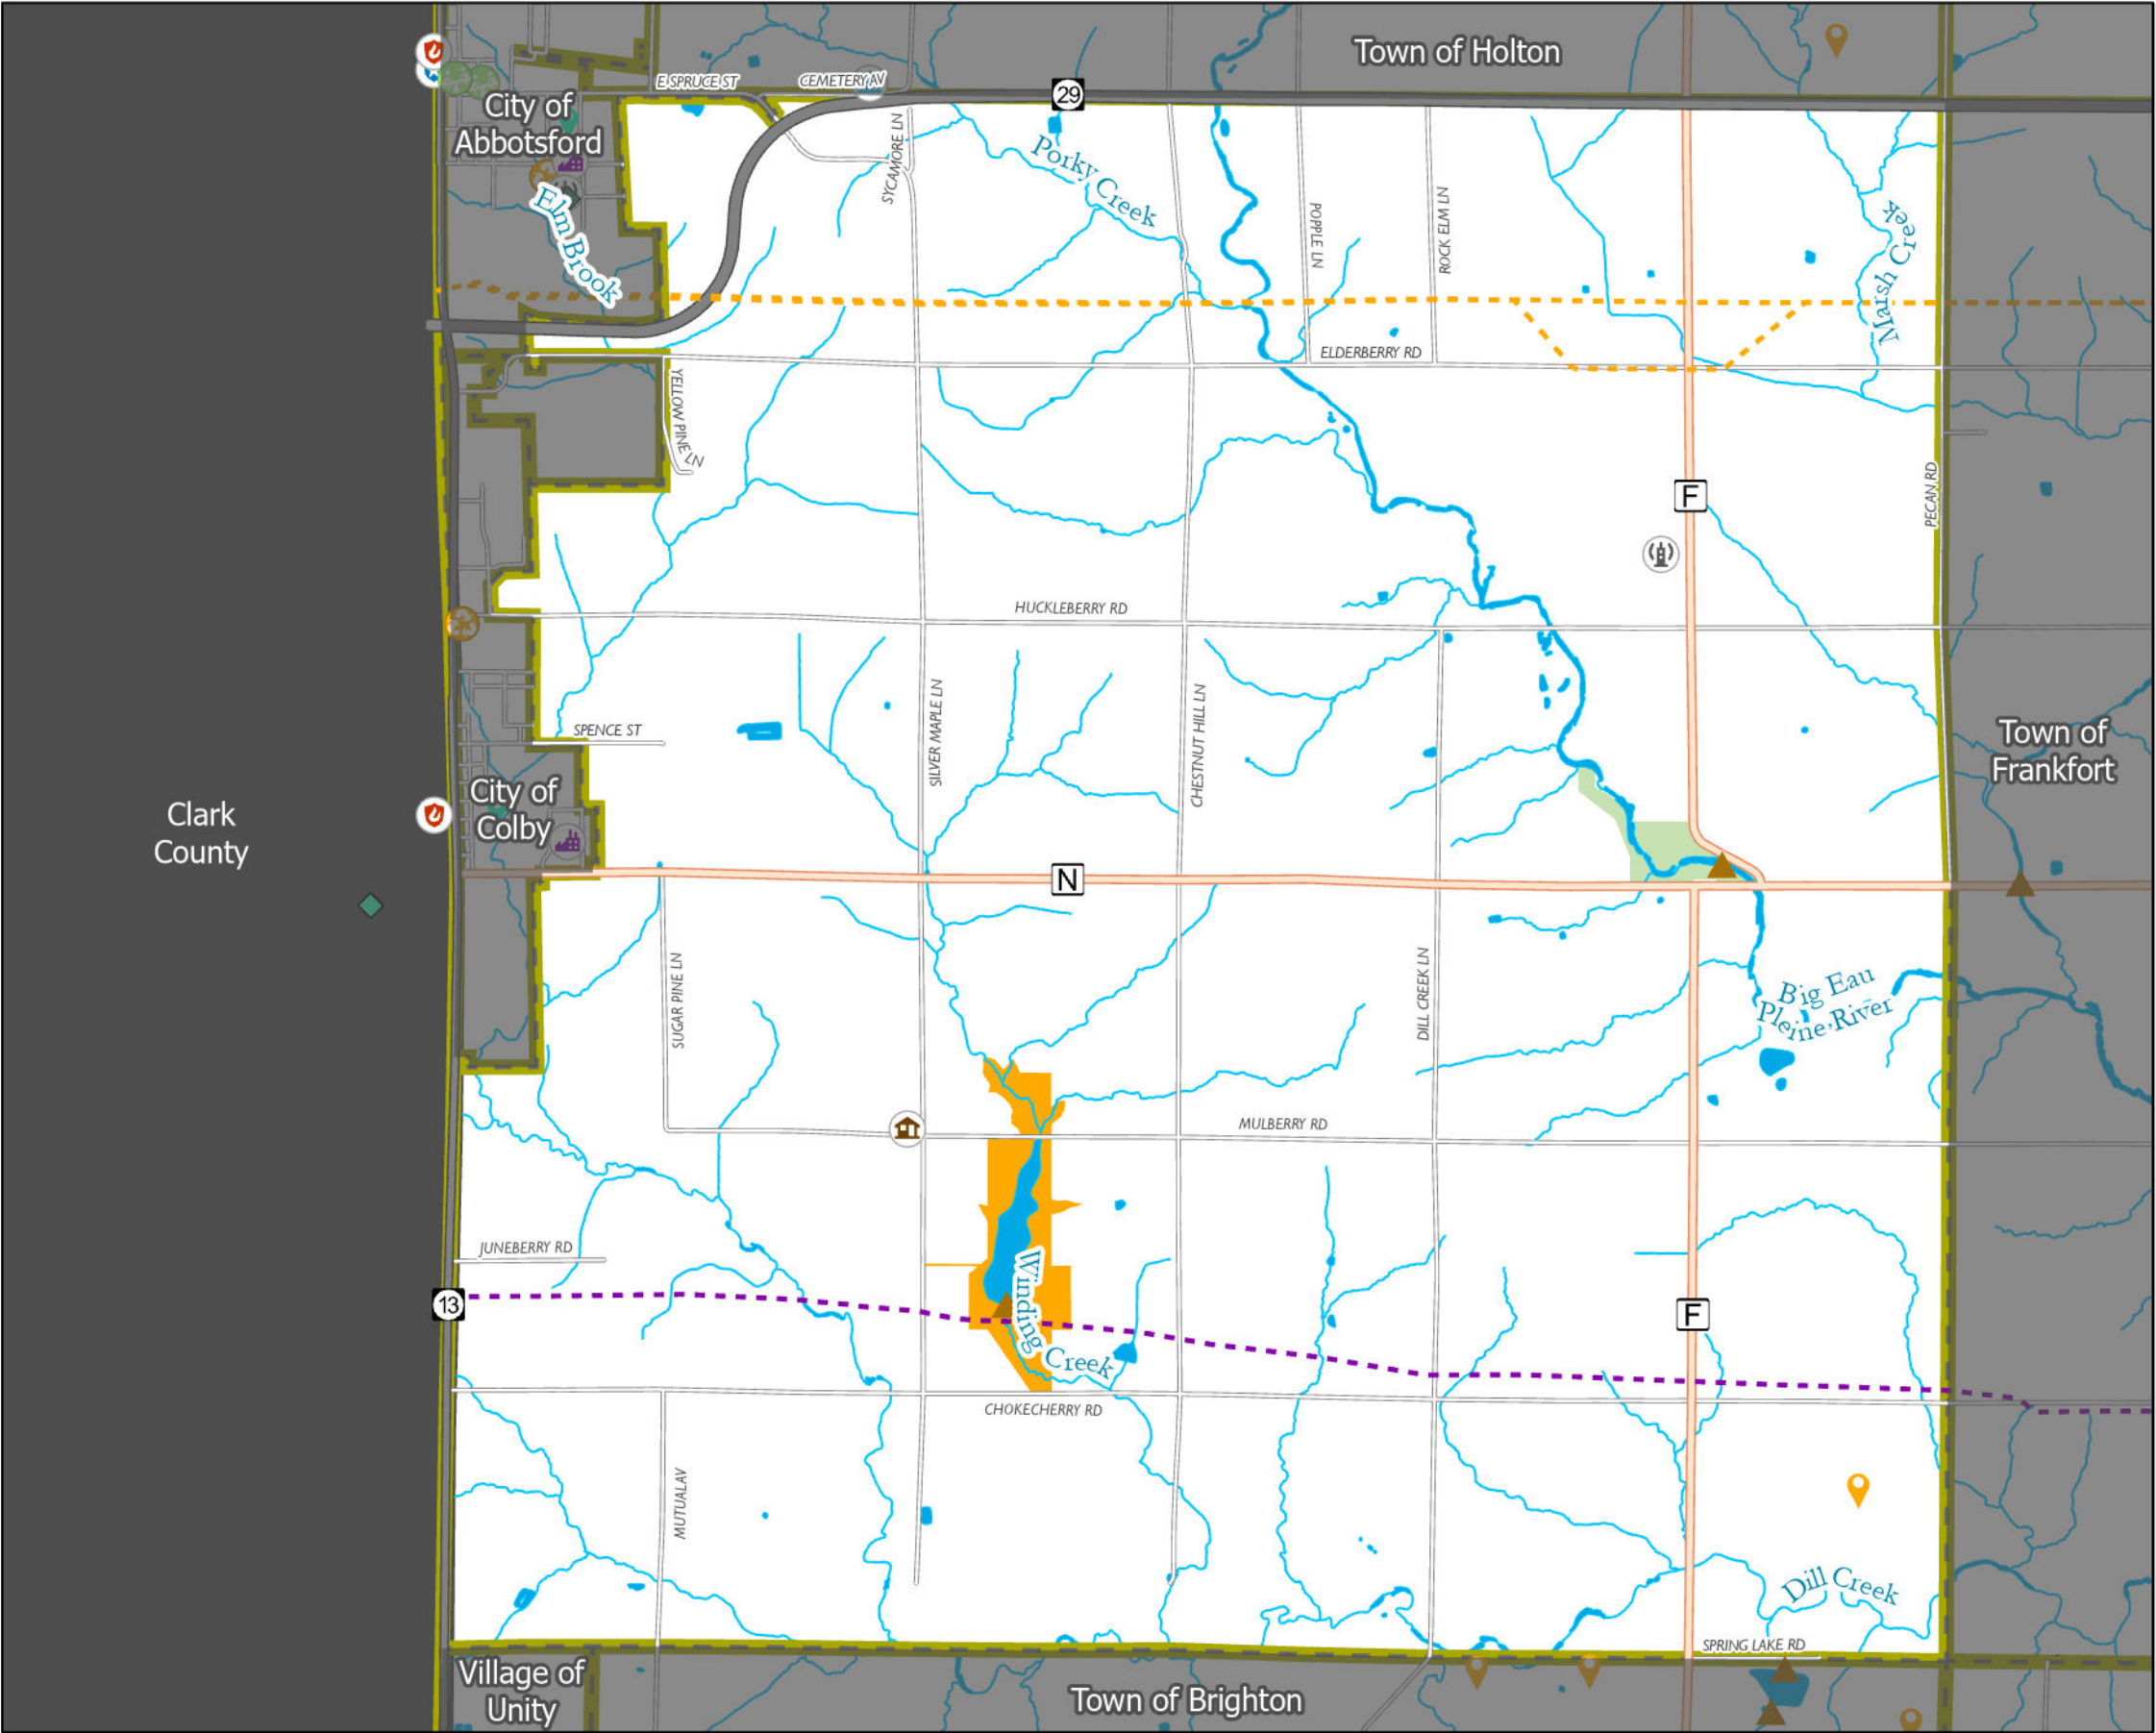 Town of Holton
E SPRUCE ST
CEMETERY AV
29
City of
Abbotsford
SYCAMORE LN
Porky Creek
Elm Brook
POPPLE LN
ROCK ELM LN
Marsh Creek
ELDERBERRY RD
YELLOW PINE LN
F
PECAN RD
HUCKLEBERRY RD
SILVER MAPLE LN
CHESTNUT HILL LN
SPENCE ST
Town of
Frankfort
City of
Colby
Clark
County
N
SUGAR PINE LN
DILL CREEK LN
Big Eau
Pleine River
MULBERRY RD
JUNEBERRY RD
13
Winding Creek
F
CHOKECHERRY RD
MUTUAL AV
Dill Creek
SPRING LAKE RD
Village of
Unity
Town of Brighton